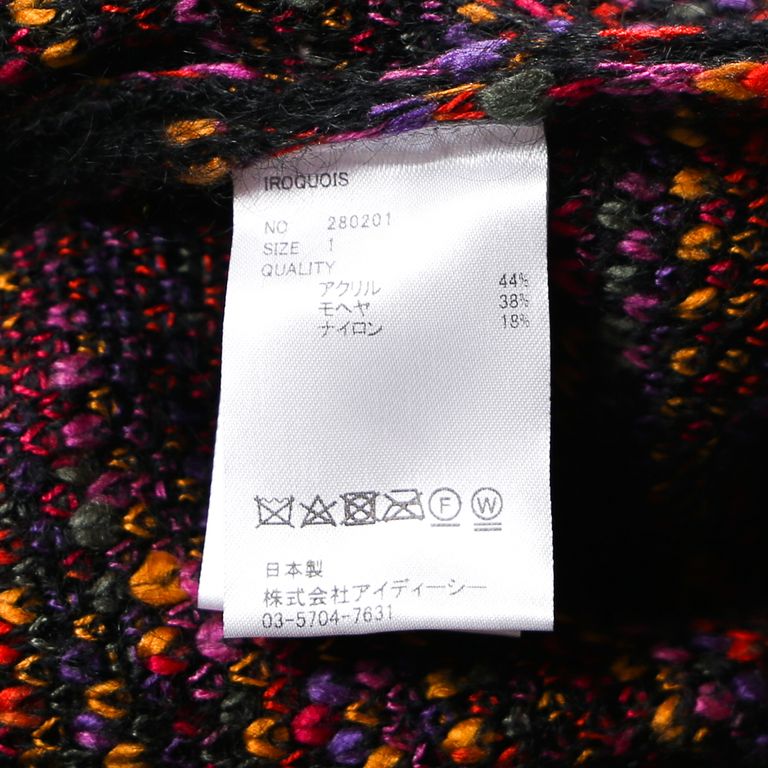 IROQUOIS
NO 280201
SIZE 1
QUALITY
アクリル 44%
モヘヤ 38%
ナイロン 18%
F W
日本製
株式会社アイディーシー
03-5704-7631